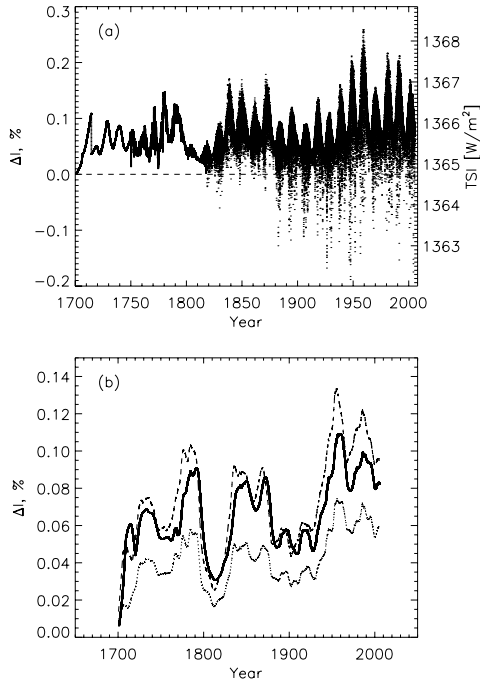 (a)
0.3
0.2
0.1
0.0
−0.1
−0.2
ΔI, %
1368
1367
1366
1365
1364
1363
TSI [W/m²]
1700 1750 1800 1850 1900 1950 2000
Year
(b)
0.14
0.12
0.10
0.08
0.06
0.04
0.02
0.00
ΔI, %
1700 1800 1900 2000
Year